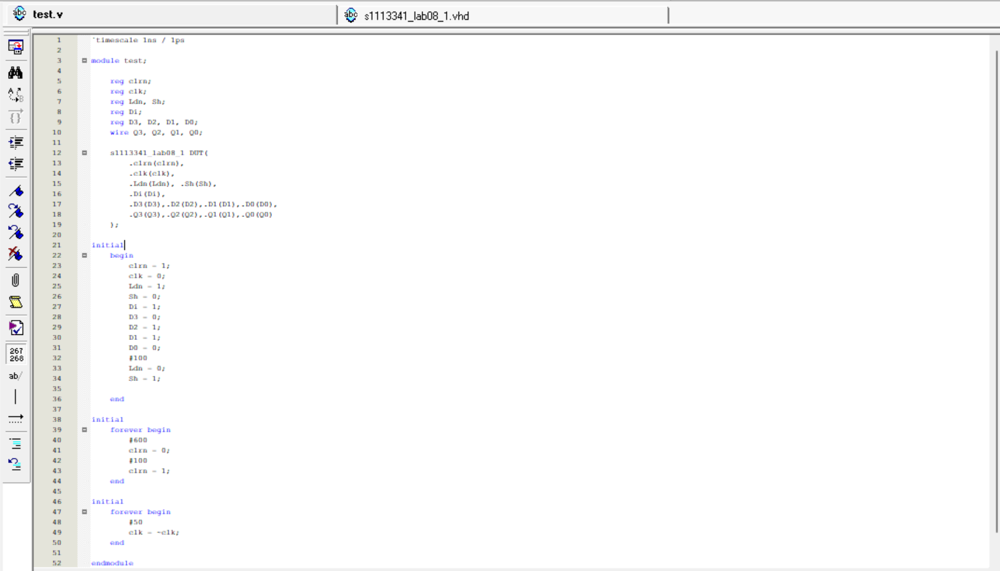 test.v
s1113341_lab08_1.vhd
267
268
ab/
1 `timescale 1ns / 1ps
2
3 module test;
4
5 reg clrn;
6 reg clk;
7 reg Ldn, Sh;
8 reg Di;
9 reg D3, D2, D1, D0;
10 wire Q3, Q2, Q1, Q0;
11
12 s1113341_lab08_1 DUT(
13 .clrn(clrn),
14 .clk(clk),
15 .Ldn(Ldn), .Sh(Sh),
16 .Di(Di),
17 .D3(D3),.D2(D2),.D1(D1),.D0(D0),
18 .Q3(Q3),.Q2(Q2),.Q1(Q1),.Q0(Q0)
19 );
20
21 initial
22 begin
23 clrn = 1;
24 clk = 0;
25 Ldn = 1;
26 Sh = 0;
27 Di = 1;
28 D3 = 0;
29 D2 = 1;
30 D1 = 1;
31 D0 = 0;
32 #100
33 Ldn = 0;
34 Sh = 1;
35
36 end
37
38 initial
39 forever begin
40 #600
41 clrn = 0;
42 #100
43 clrn = 1;
44 end
45
46 initial
47 forever begin
48 #50
49 clk = ~clk;
50 end
51
52 endmodule